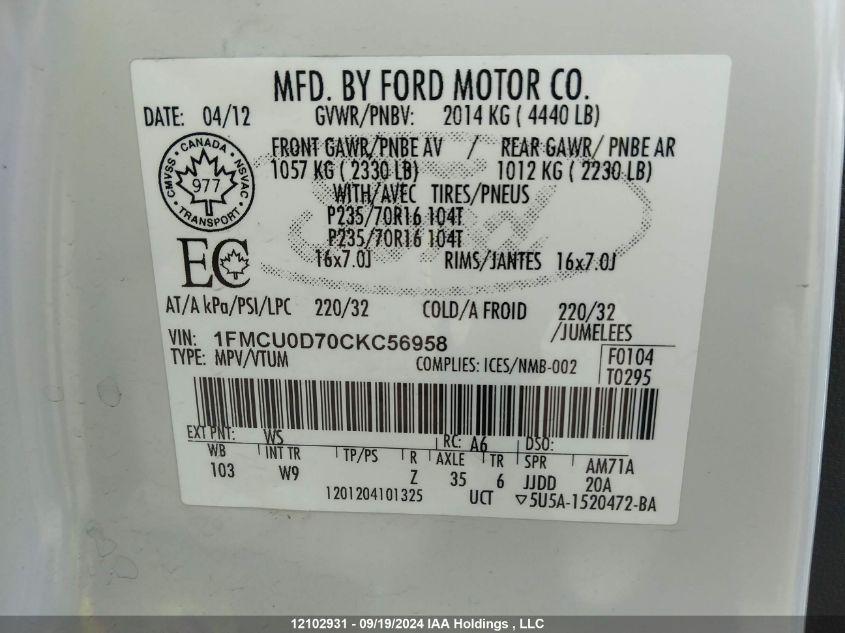 MFD. BY FORD MOTOR CO.
DATE: 04/12 GVWR/PNBV: 2014 KG ( 4440 LB)
FRONT GAWR/PNBE AV / REAR GAWR/ PNBE AR
1057 KG ( 2330 LB) 1012 KG ( 2230 LB)
WITH/AVEC TIRES/PNEUS
P235/70R16 104T
P235/70R16 104T
16x7.0J RIMS/JANTES 16x7.0J
CANADA
CMVSS NSVAC
977
TRANSPORT
EC
AT/A kPa/PSI/LPC 220/32 COLD/A FROID 220/32
/JUMELEES
VIN: 1FMCU0D70CKC56958
TYPE: MPV/VTUM COMPLIES: ICES/NMB-002 F0104
T0295
EXT PNT: WS RC: A6 DSO:
WB INT TR TP/PS R AXLE TR SPR AM71A
103 W9 Z 35 6 JJDD 20A
1201204101325 UCT 5U5A-1520472-BA
12102931 - 09/19/2024 IAA Holdings , LLC